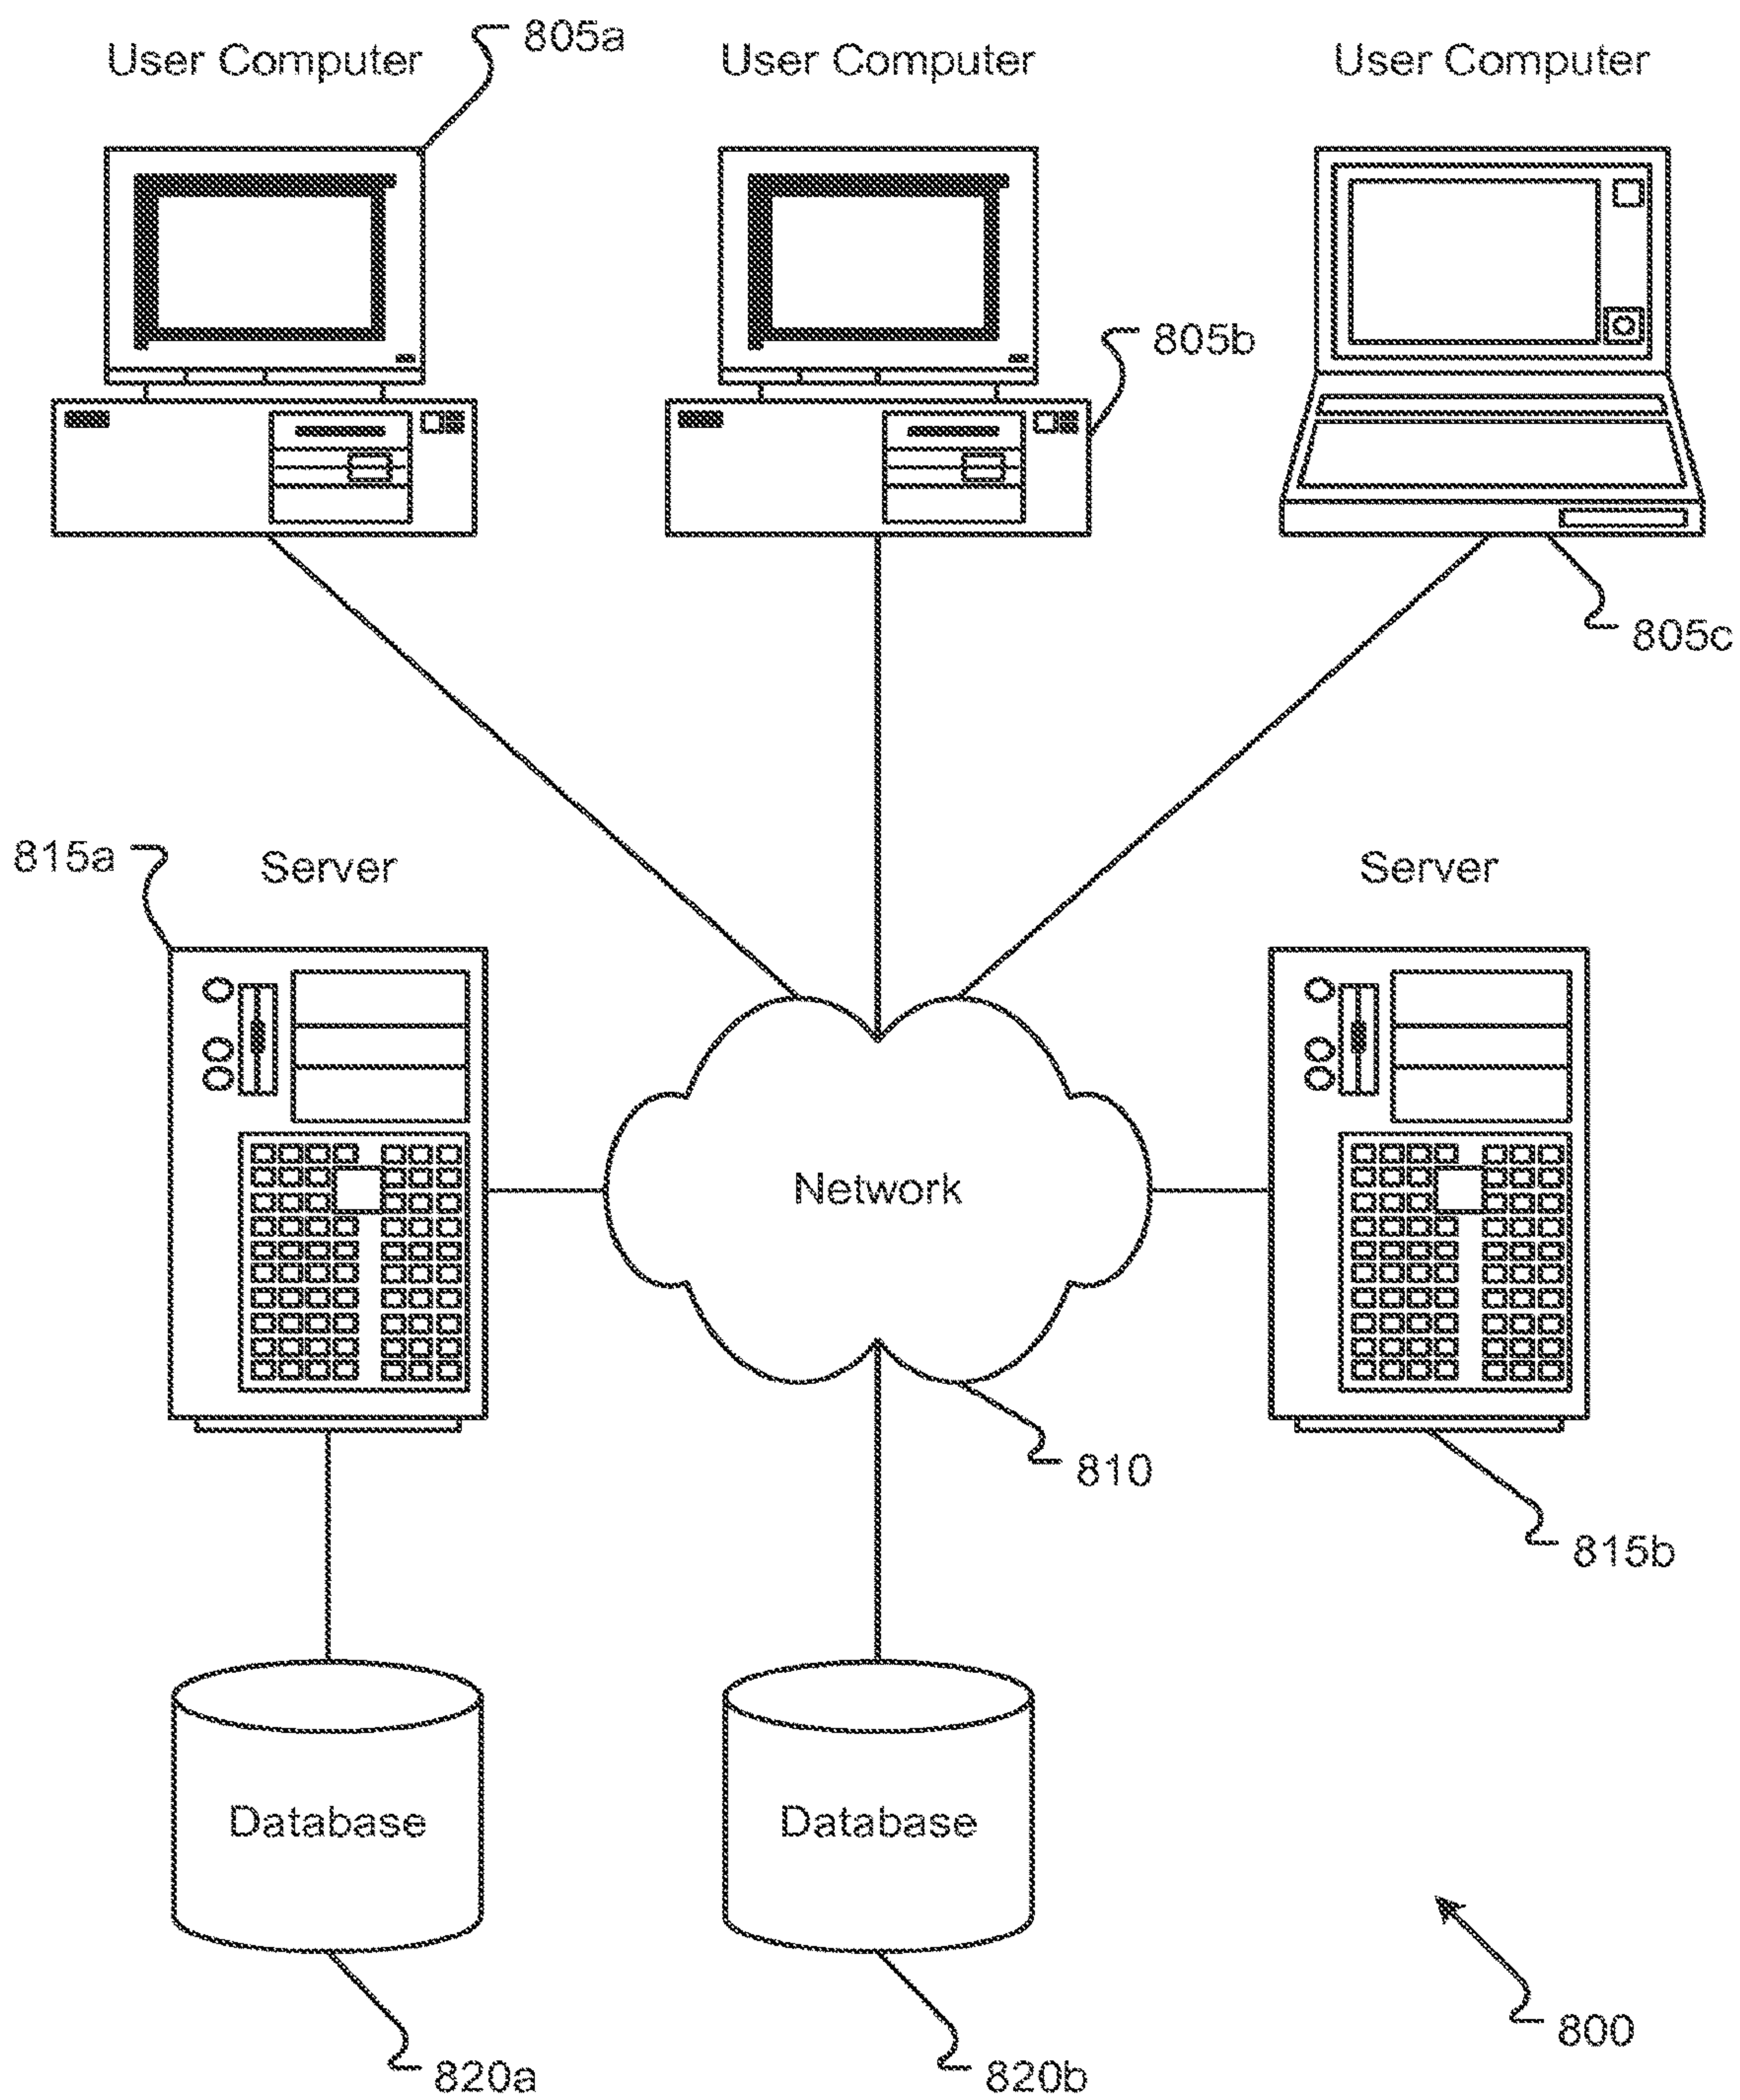 805a
User Computer
User Computer
User Computer
805b
805c
815a
Server
Server
Network
810
815b
Database
Database
800
820a
820b